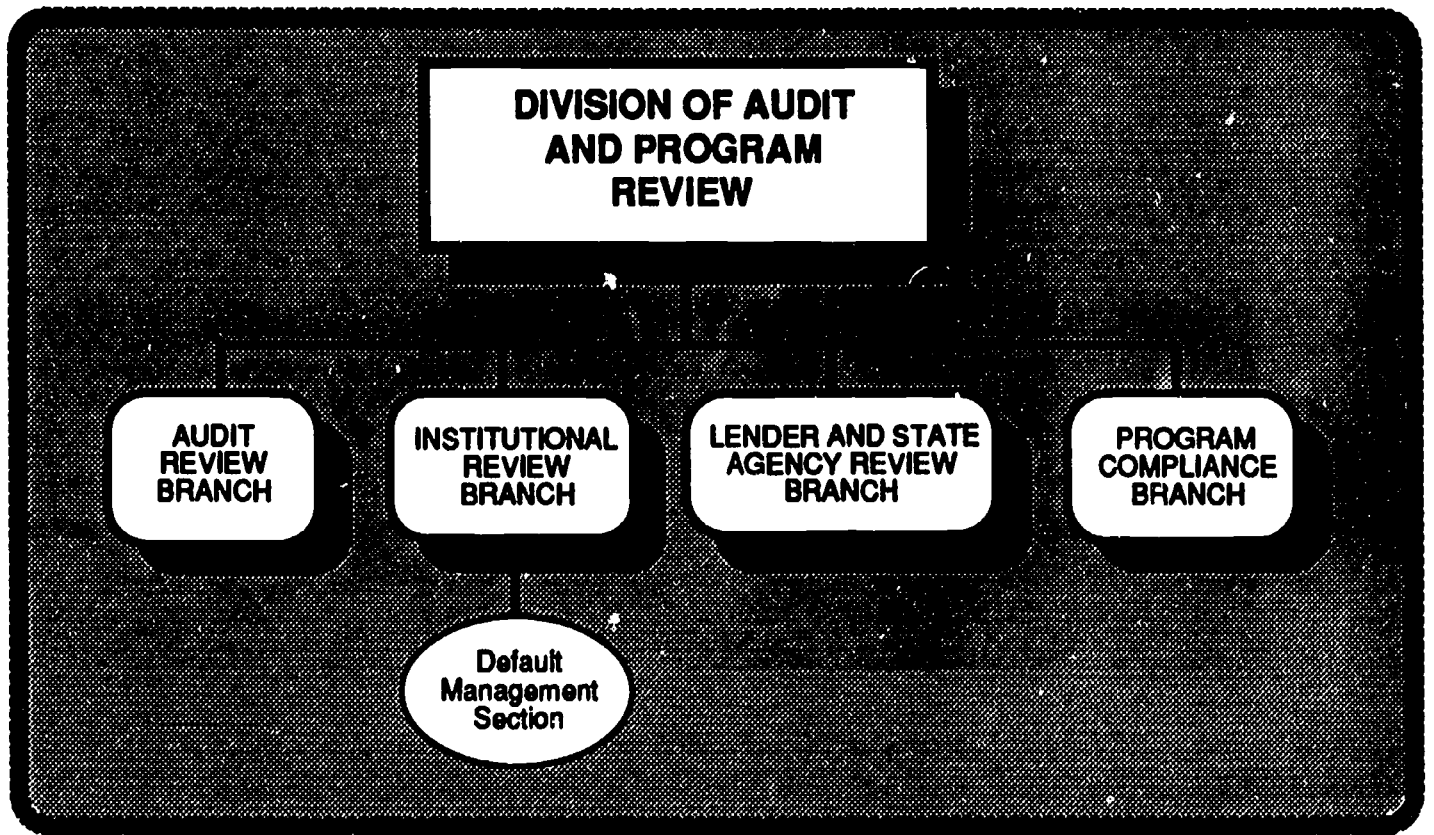 DIVISION OF AUDIT
AND PROGRAM
REVIEW
AUDIT
REVIEW
BRANCH
INSTITUTIONAL
REVIEW
BRANCH
LENDER AND STATE
AGENCY REVIEW
BRANCH
PROGRAM
COMPLIANCE
BRANCH
Default
Management
Section